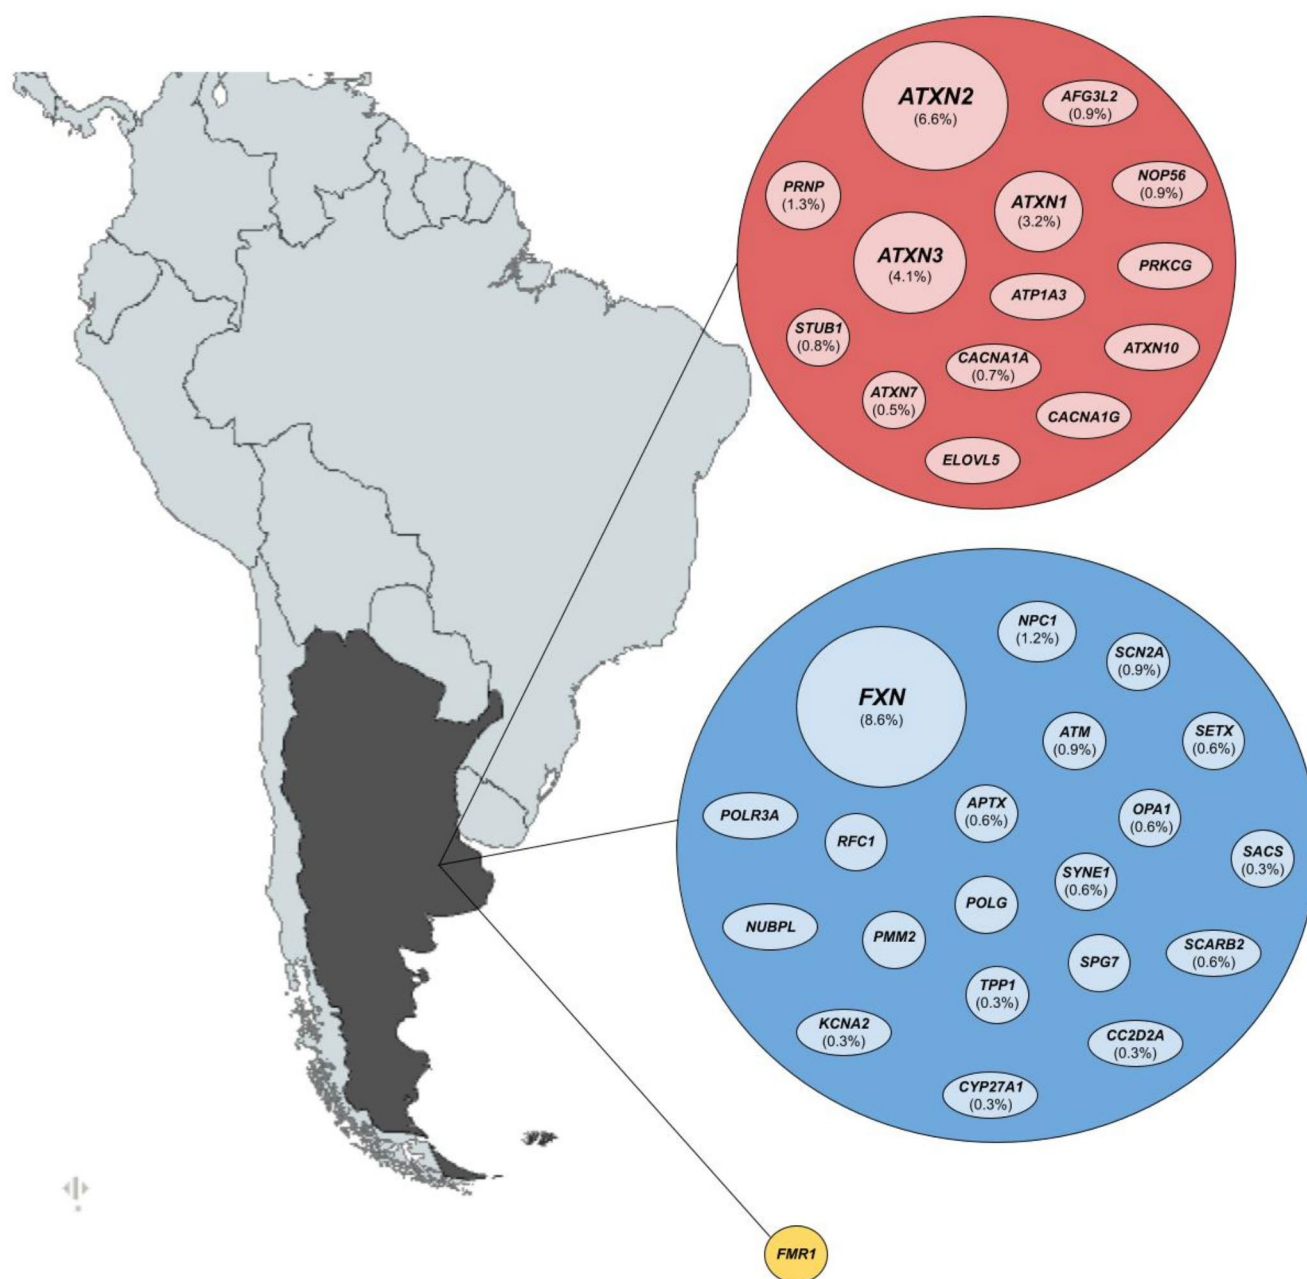 ATXN2
(6.6%)
AFG3L2
(0.9%)
PRNP
(1.3%)
ATXN1
(3.2%)
NOP56
(0.9%)
ATXN3
(4.1%)
PRKCG
ATP1A3
STUB1
(0.8%)
CACNA1A
(0.7%)
ATXN10
ATXN7
(0.5%)
CACNA1G
ELOVL5
NPC1
(1.2%)
SCN2A
(0.9%)
FXN
(8.6%)
ATM
(0.9%)
SETX
(0.6%)
POLR3A
RFC1
APTX
(0.6%)
OPA1
(0.6%)
SACS
(0.3%)
SYNE1
(0.6%)
POLG
NUBPL
PMM2
SCARB2
(0.6%)
SPG7
TPP1
(0.3%)
KCNA2
(0.3%)
CC2D2A
(0.3%)
CYP27A1
(0.3%)
FMR1